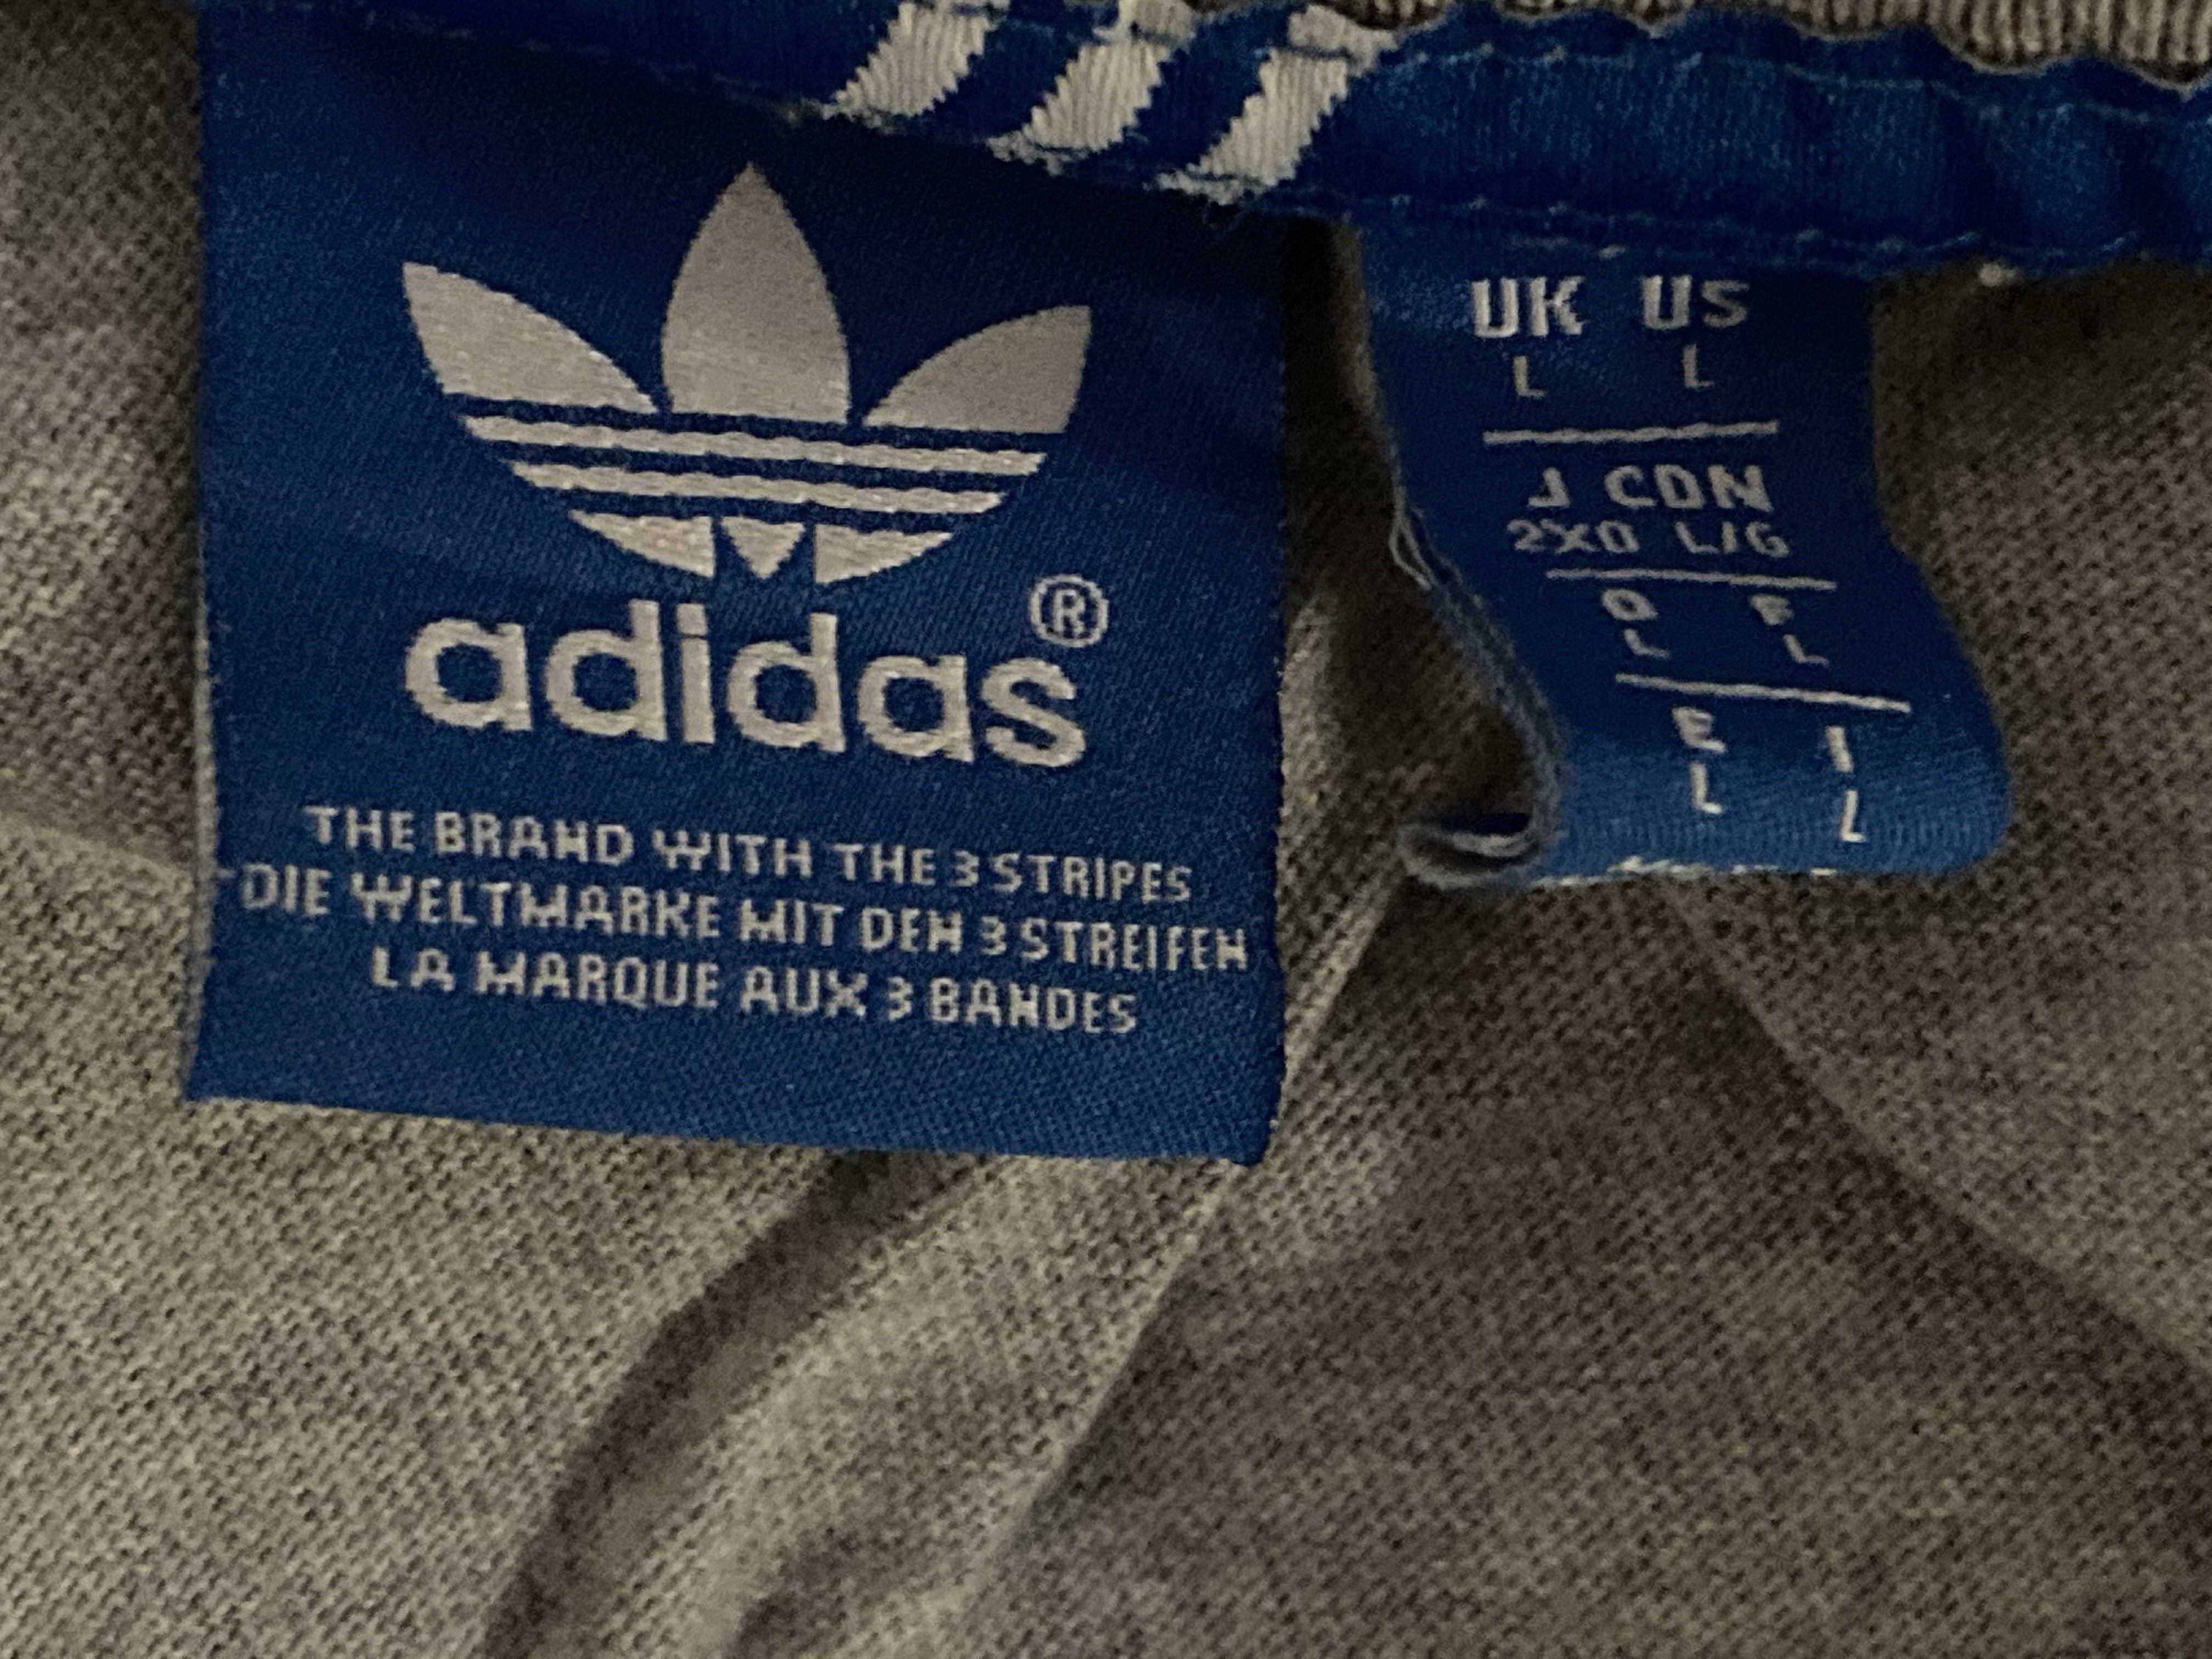 adidas®
THE BRAND WITH THE 3 STRIPES
DIE WELTMARKE MIT DEN 3 STREIFEN
LA MARQUE AUX 3 BANDES
UK US
L L
J CDN
2XO L/G
D F
L L
E I
L L